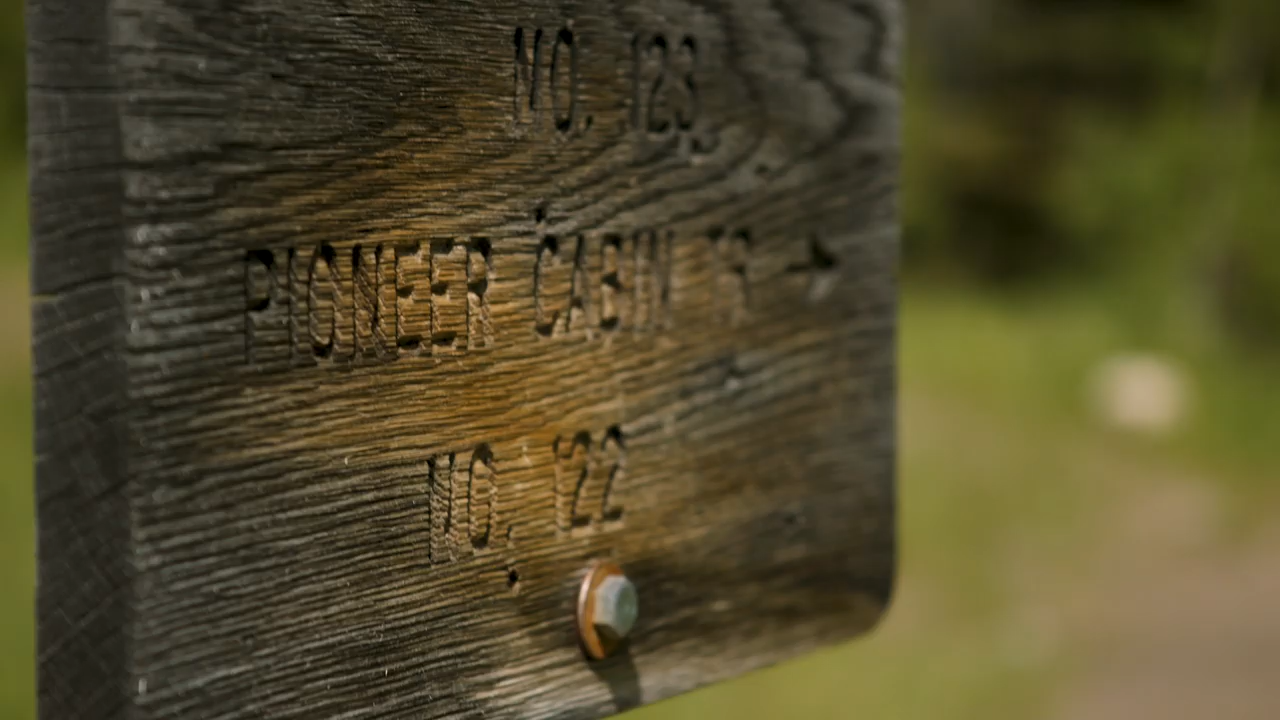 NO. 123
PIONEER CABIN TR →
NO. 122